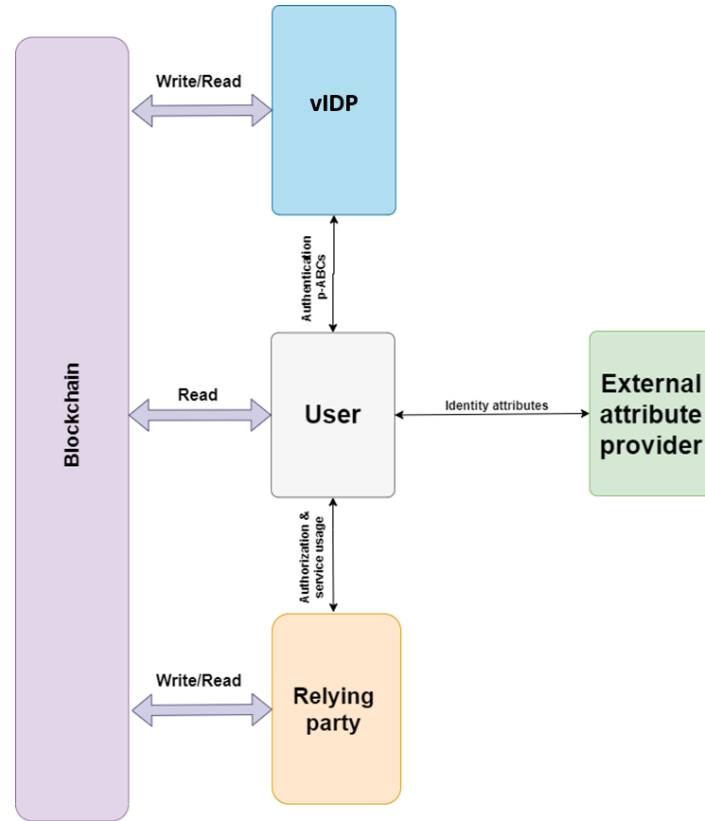 Write/Read
vIDP
Authentication
p-ABCs
Blockchain
Read
User
Identity attributes
External
attribute
provider
Authorization &
service usage
Write/Read
Relying
party